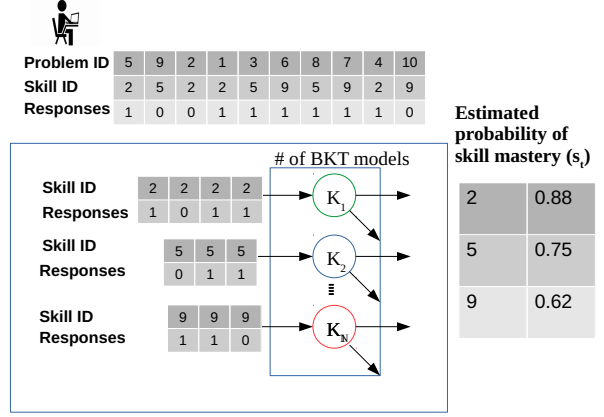 Problem ID 5 9 2 1 3 6 8 7 4 10
Skill ID 2 5 2 2 5 9 5 9 2 9
Responses 1 0 0 1 1 1 1 1 1 0
Estimated
probability of
skill mastery (st)
# of BKT models
Skill ID 2 2 2 2
Responses 1 0 1 1
K1
Skill ID 5 5 5
Responses 0 1 1
K2
Skill ID 9 9 9
Responses 1 1 0
KN
2 0.88
5 0.75
9 0.62